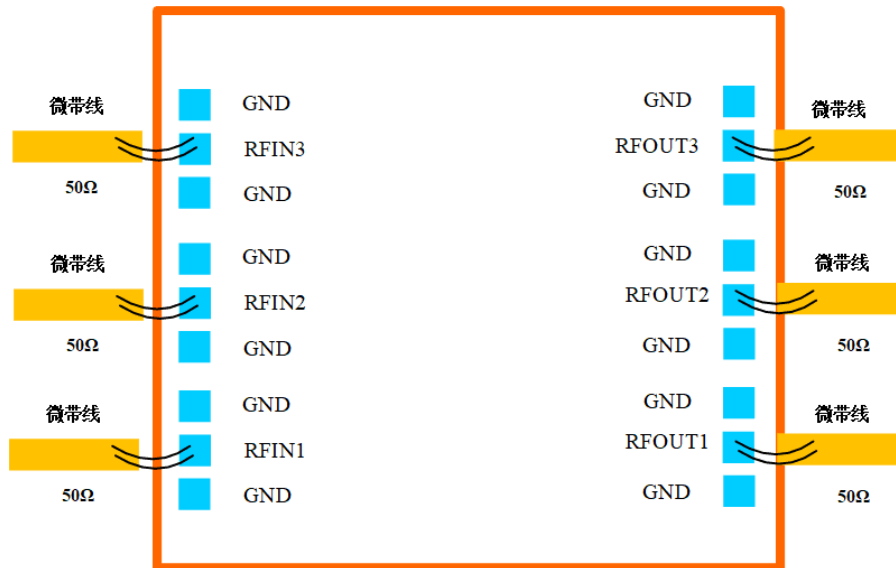 微带线 GND GND 微带线
RFIN3 RFOUT3
50Ω GND GND 50Ω
微带线 GND GND 微带线
RFIN2 RFOUT2
50Ω GND GND 50Ω
微带线 GND GND 微带线
RFIN1 RFOUT1
50Ω GND GND 50Ω